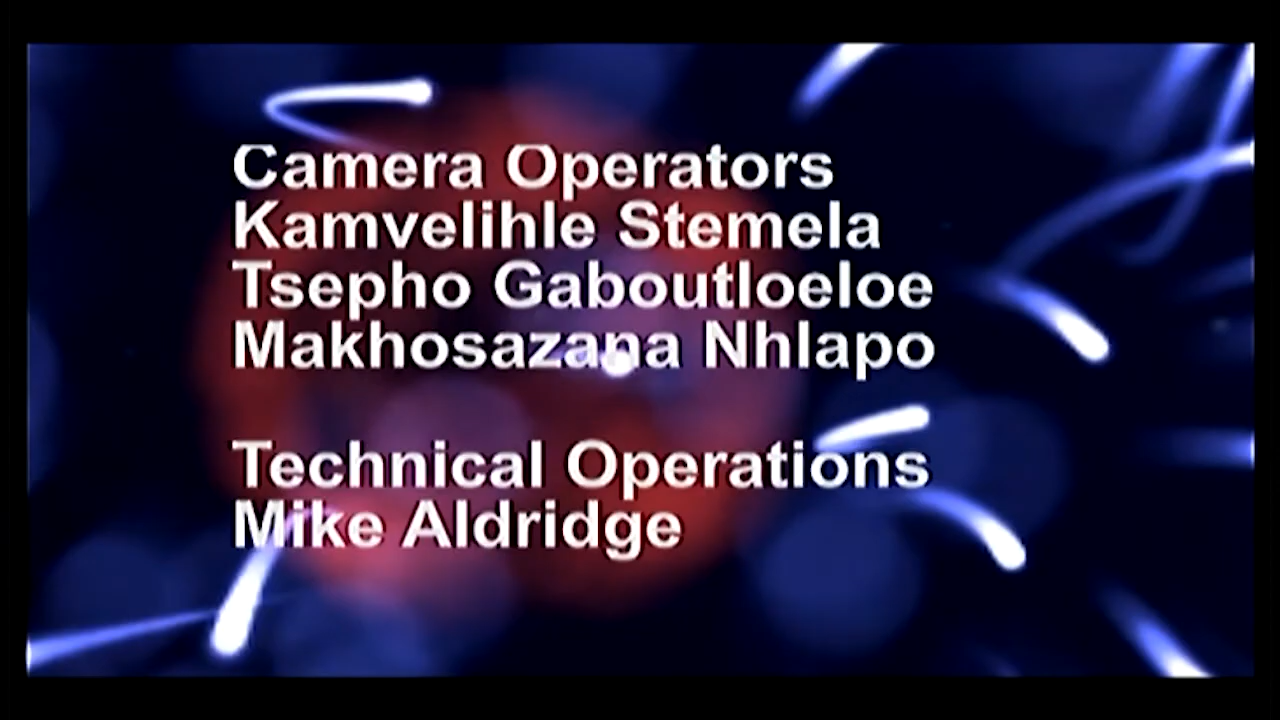 Camera Operators
Kamvelihle Stemela
Tsepho Gaboutloeloe
Makhosazana Nhlapo
Technical Operations
Mike Aldridge